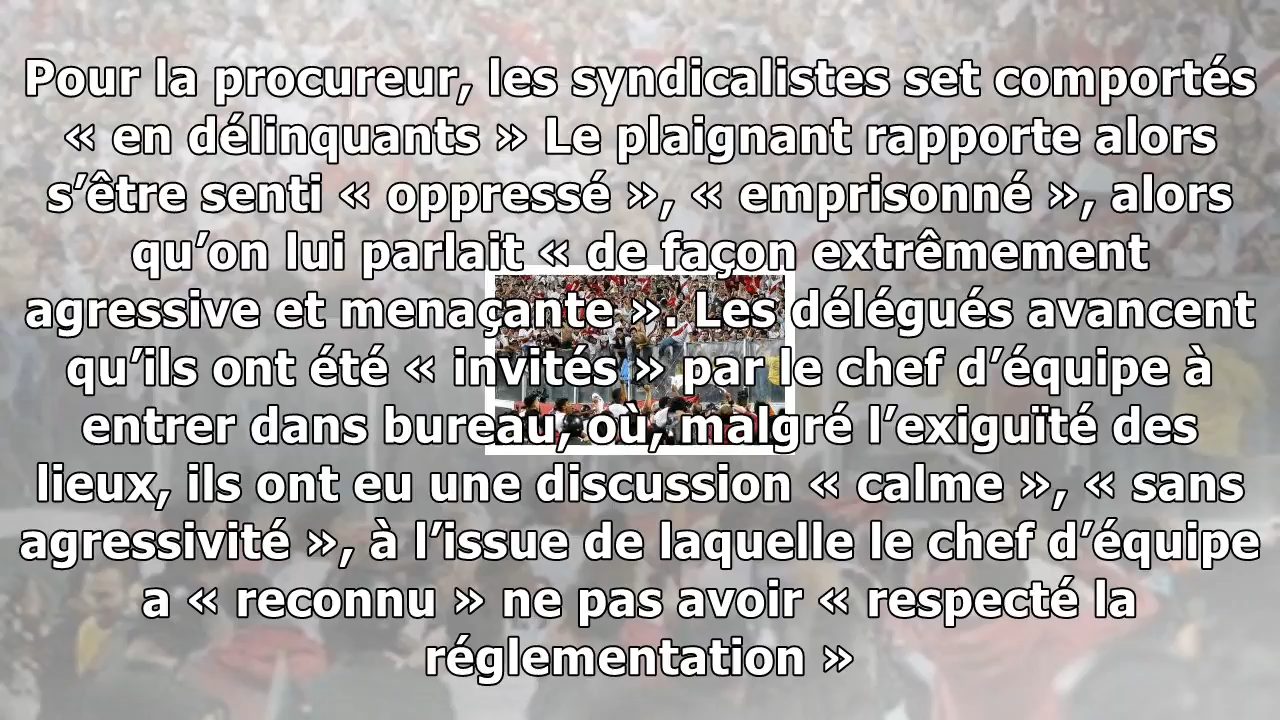 Pour la procureur, les syndicalistes set comportés
« en délinquants » Le plaignant rapporte alors
s’être senti « oppressé », « emprisonné », alors
qu’on lui parlait « de façon extrêmement
agressive et menaçante ». Les délégués avancent
qu’ils ont été « invités » par le chef d’équipe à
entrer dans bureau, où, malgré l’exiguïté des
lieux, ils ont eu une discussion « calme », « sans
agressivité », à l’issue de laquelle le chef d’équipe
a « reconnu » ne pas avoir « respecté la
réglementation »